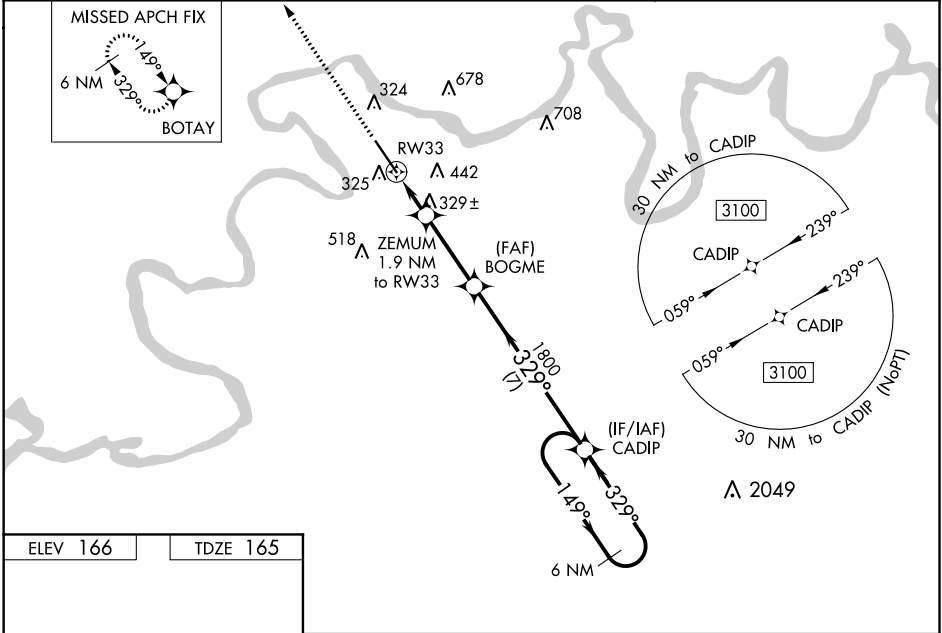 MISSED APCH FIX
6 NM
149°
329°
BOTAY
324
678
708
RW33
325
442
329±
518
ZEMUM
1.9 NM
to RW33
(FAF)
BOGME
1800
329°
(7)
(IF/IAF)
CADIP
149°
329°
6 NM
30 NM to CADIP
3100
239°
CADIP
059°
239°
CADIP
059°
3100
30 NM to CADIP (NoPT)
2049
ELEV 166
TDZE 165